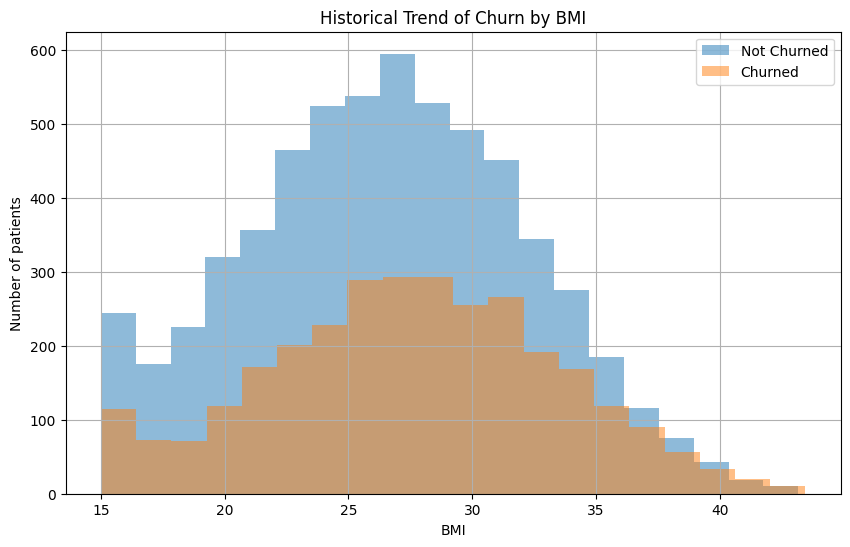 Historical Trend of Churn by BMI
Not Churned
Churned
Number of patients
600
500
400
300
200
100
0
15
20
25
30
35
40
BMI